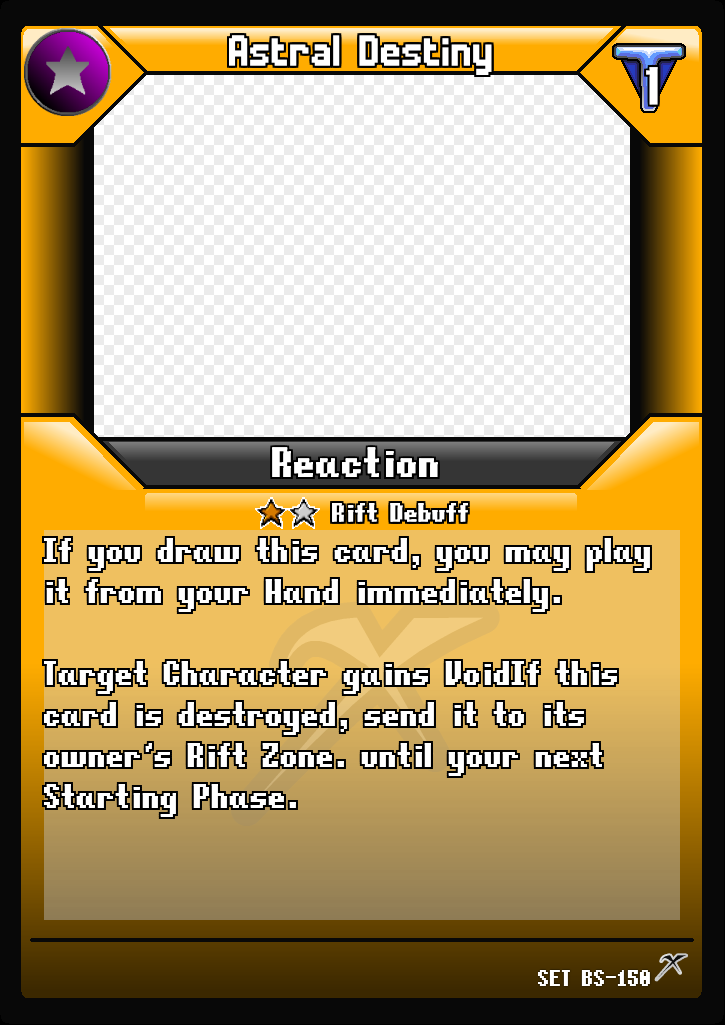 Astral Destiny
1
Reaction
Rift Debuff
If you draw this card, you may play
it from your Hand immediately.
Target Character gains VoidIf this
card is destroyed, send it to its
owner's Rift Zone. until your next
Starting Phase.
SET BS-150